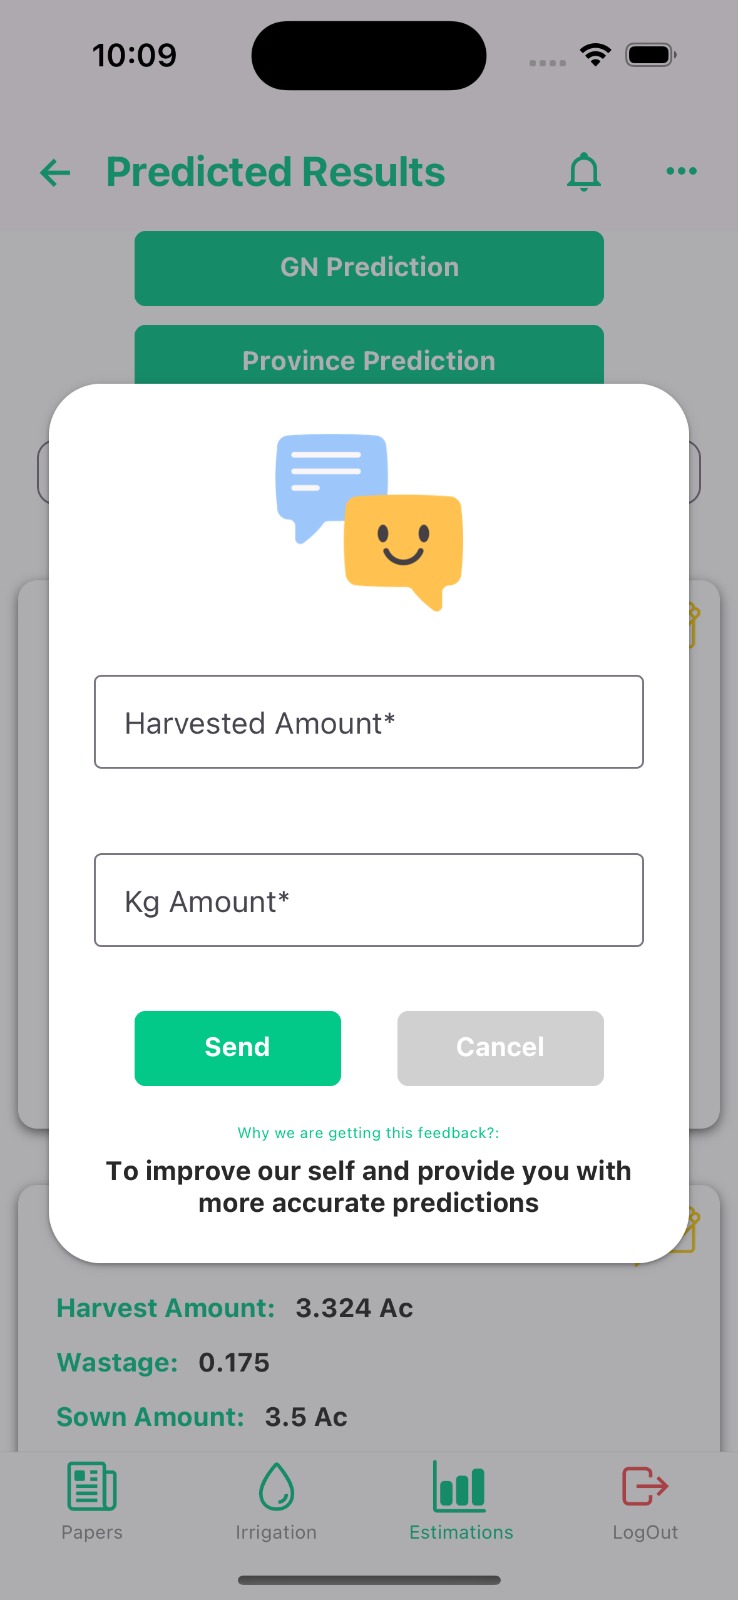 10:09
Predicted Results
GN Prediction
Province Prediction
Harvested Amount*
Kg Amount*
Send
Cancel
Why we are getting this feedback?:
To improve our self and provide you with
more accurate predictions
Harvest Amount: 3.324 Ac
Wastage: 0.175
Sown Amount: 3.5 Ac
Papers
Irrigation
Estimations
LogOut